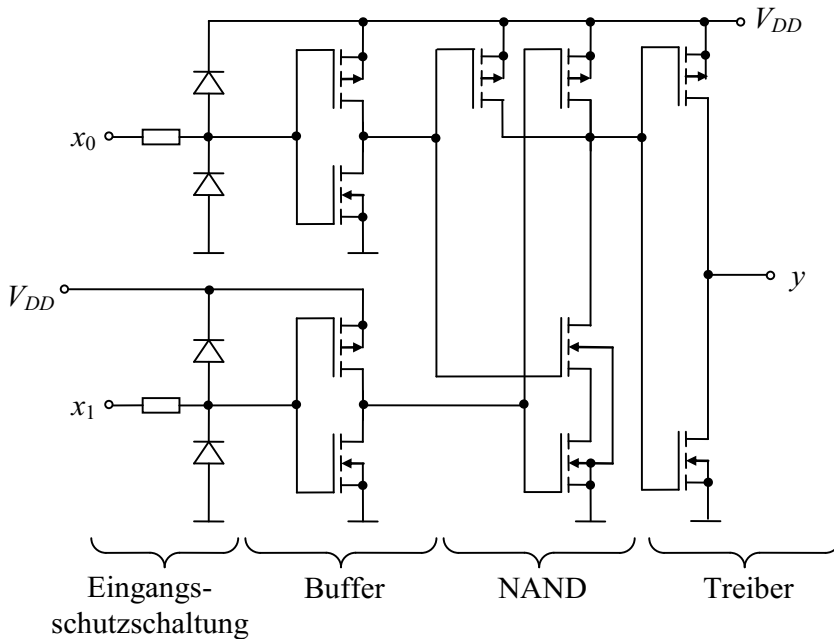 V_DD
x_0
V_DD
y
x_1
Eingangs-
schutzschaltung
Buffer
NAND
Treiber